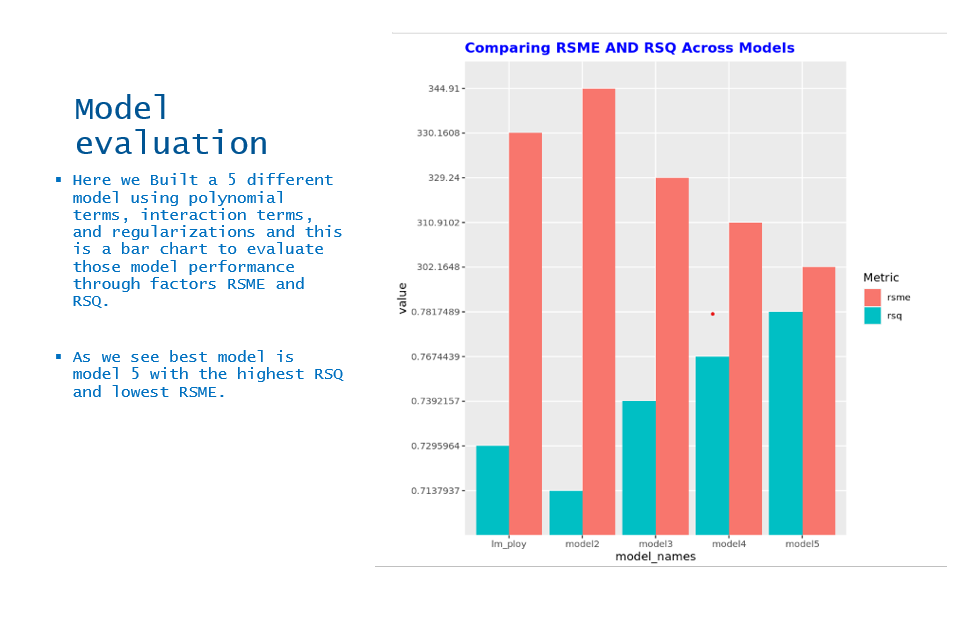 Model
evaluation
▪ Here we Built a 5 different
model using polynomial
terms, interaction terms,
and regularizations and this
is a bar chart to evaluate
those model performance
through factors RSME and
RSQ.
▪ As we see best model is
model 5 with the highest RSQ
and lowest RSME.
Comparing RSME AND RSQ Across Models
value
344.91
330.1608
329.24
310.9102
302.1648
0.7817489
0.7674439
0.7392157
0.7295964
0.7137937
lm_ploy model2 model3 model4 model5
model_names
Metric
rsme
rsq